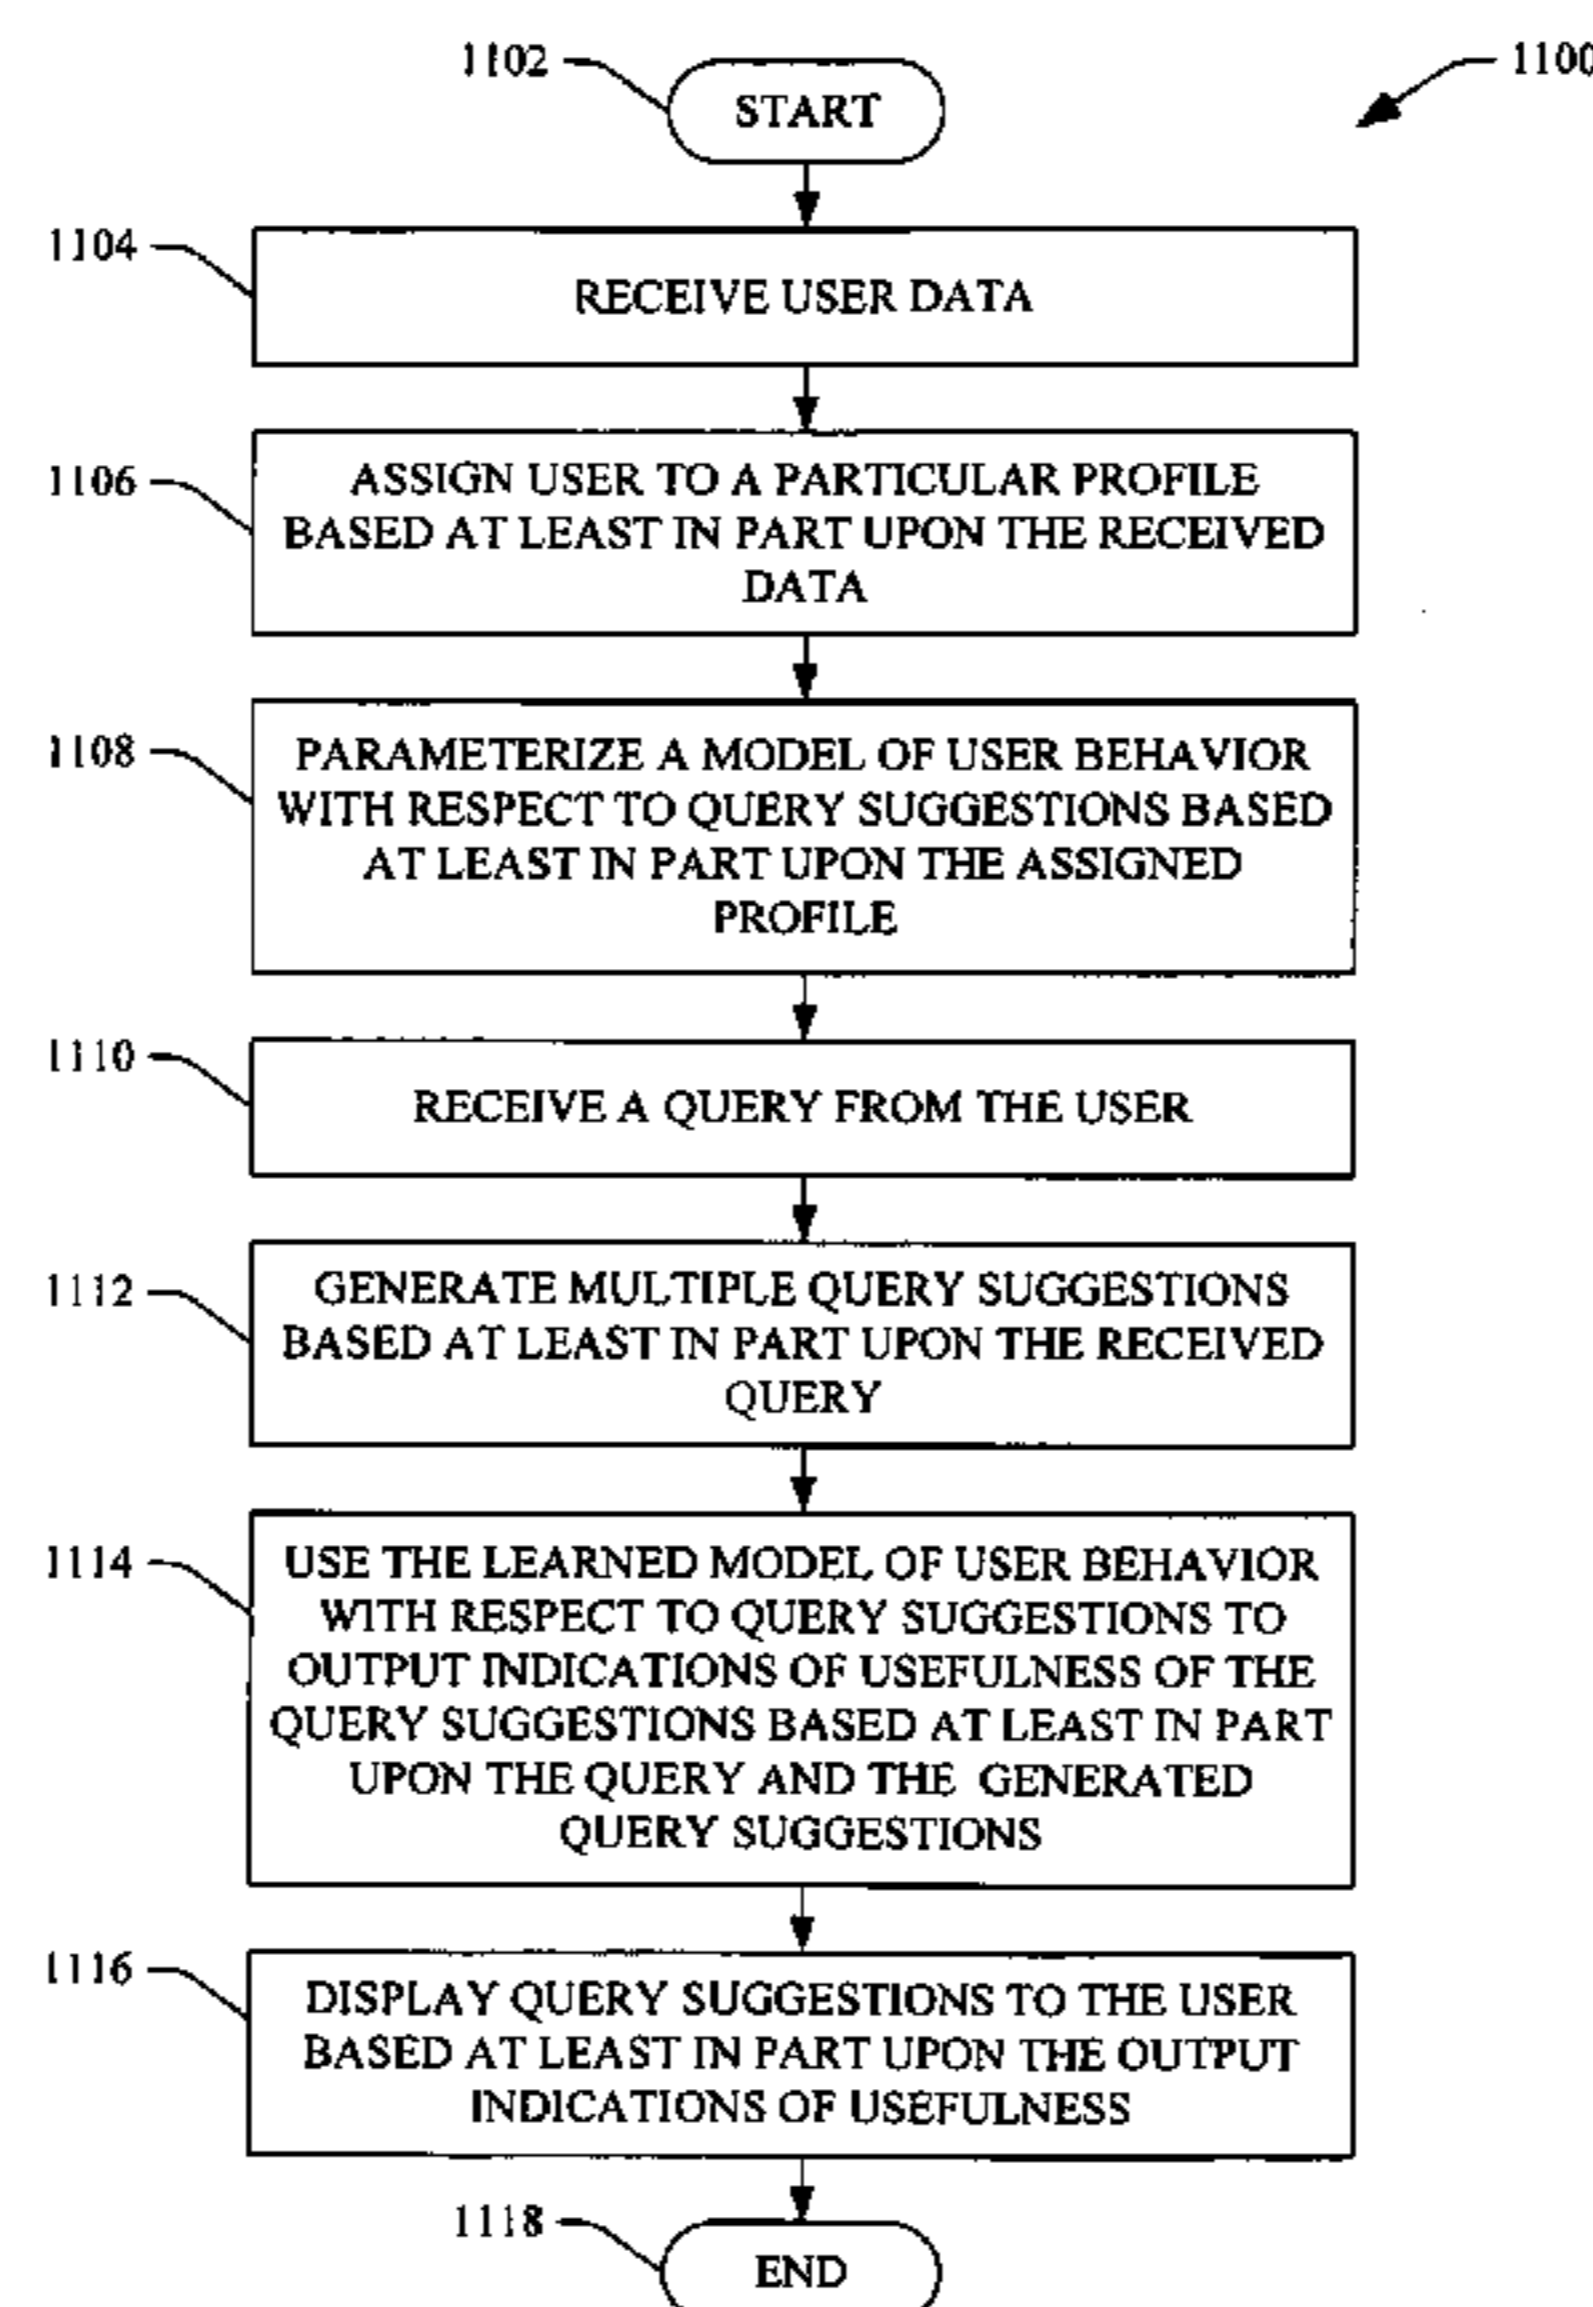 1102
START
1100
1104
RECEIVE USER DATA
1106
ASSIGN USER TO A PARTICULAR PROFILE
BASED AT LEAST IN PART UPON THE RECEIVED
DATA
1108
PARAMETERIZE A MODEL OF USER BEHAVIOR
WITH RESPECT TO QUERY SUGGESTIONS BASED
AT LEAST IN PART UPON THE ASSIGNED
PROFILE
1110
RECEIVE A QUERY FROM THE USER
1112
GENERATE MULTIPLE QUERY SUGGESTIONS
BASED AT LEAST IN PART UPON THE RECEIVED
QUERY
1114
USE THE LEARNED MODEL OF USER BEHAVIOR
WITH RESPECT TO QUERY SUGGESTIONS TO
OUTPUT INDICATIONS OF USEFULNESS OF THE
QUERY SUGGESTIONS BASED AT LEAST IN PART
UPON THE QUERY AND THE GENERATED
QUERY SUGGESTIONS
1116
DISPLAY QUERY SUGGESTIONS TO THE USER
BASED AT LEAST IN PART UPON THE OUTPUT
INDICATIONS OF USEFULNESS
1118
END